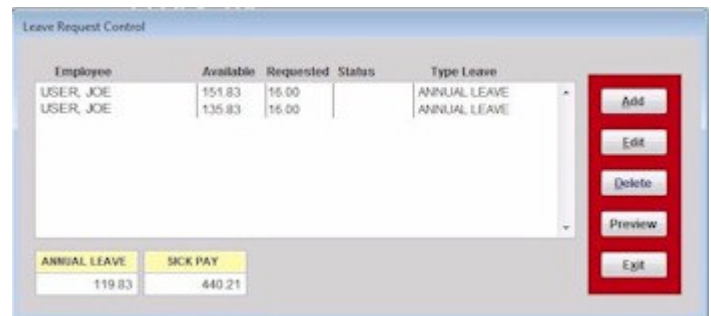 Leave Request Control
Employee Available Requested Status Type Leave
USER, JOE 151.83 16.00 ANNUAL LEAVE
USER, JOE 135.83 16.00 ANNUAL LEAVE
Add
Edit
Delete
Preview
Exit
ANNUAL LEAVE SICK PAY
119.83 440.21